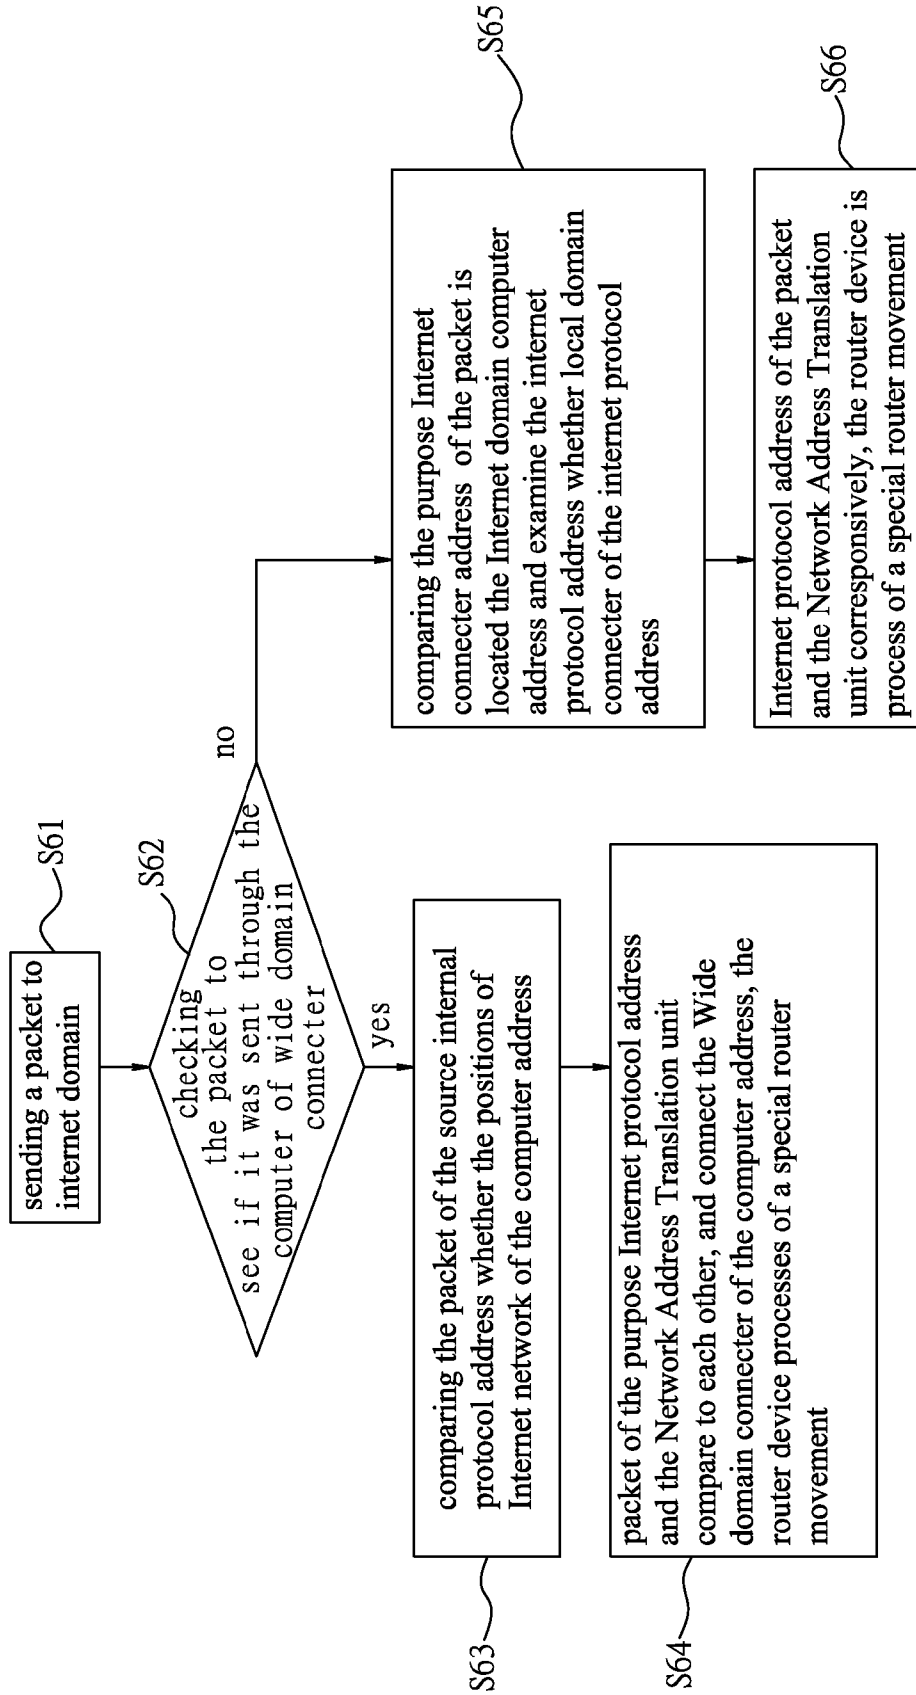 sending a packet to
internet domain
S61
checking
the packet to
see if it was sent through the
computer of wide domain
connecter
S62
no
yes
comparing the packet of the source internal
protocol address whether the positions of
Internet network of the computer address
S63
packet of the purpose Internet protocol address
and the Network Address Translation unit
compare to each other, and connect the Wide
domain connecter of the computer address, the
router device processes of a special router
movement
S64
comparing the purpose Internet
connecter address of the packet is
located the Internet domain computer
address and examine the internet
protocol address whether local domain
connecter of the internet protocol
address
S65
Internet protocol address of the packet
and the Network Address Translation
unit correspondively, the router device is
process of a special router movement
S66